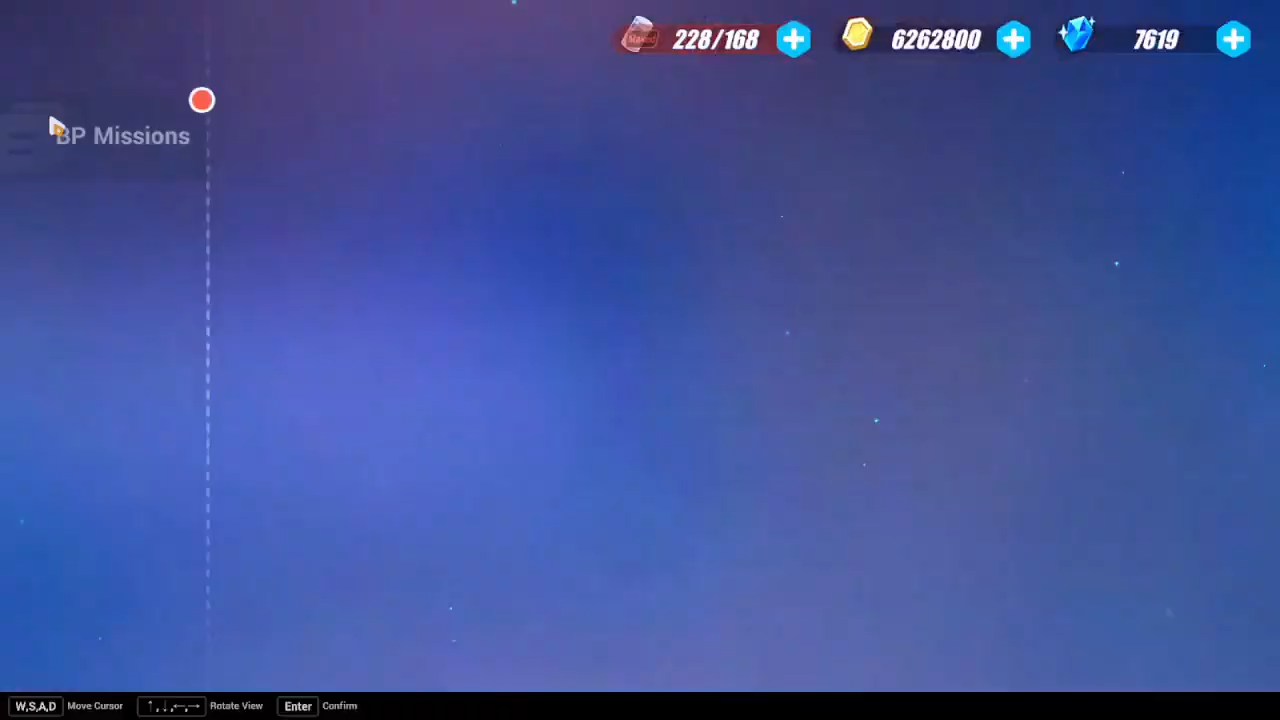 228/168
6262800
7619
BP Missions
W,S,A,D Move Cursor ↑,↓,←,→ Rotate View Enter Confirm